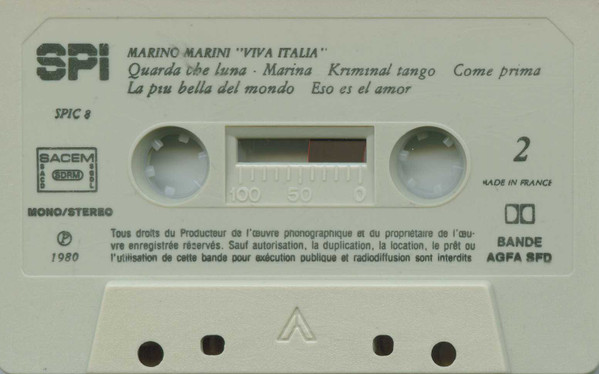 SPI
MARINO MARINI "VIVA ITALIA"
Quarda che luna - Marina Kriminal tango Come prima
La piu bella del mondo Eso es el amor
SPIC 8
SACEM
SACD SDRM SGDL
MONO/STEREO
100 50 0
2
MADE IN FRANCE
Tous droits du Producteur de l'œuvre phonographique et du propriétaire de l'œu-
vre enregistrée réservés. Sauf autorisation, la duplication, la location, le prêt ou
l'utilisation de cette bande pour exécution publique et radiodiffusion sont interdits
℗
1980
BANDE
AGFA SFD